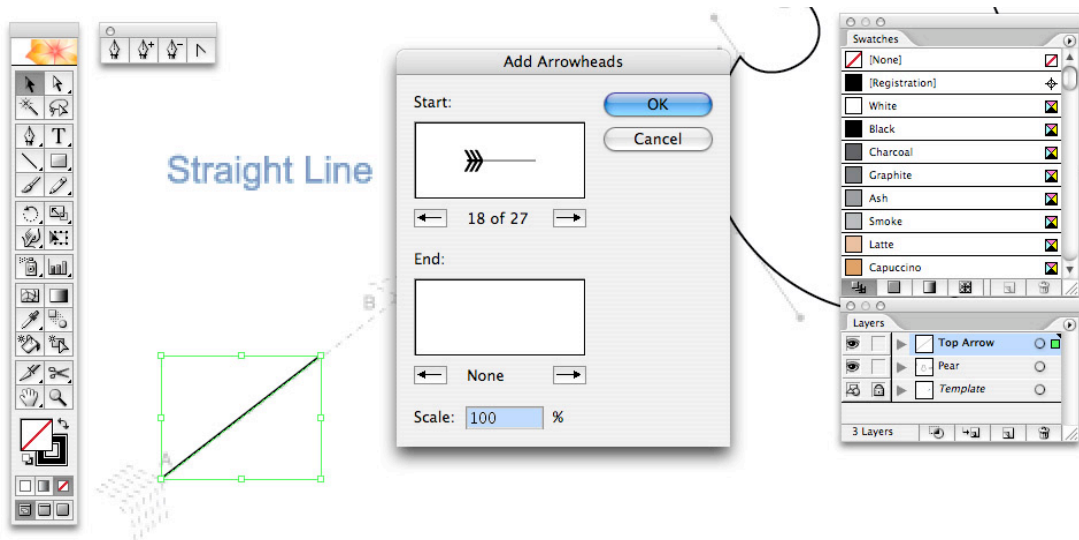 Add Arrowheads
Start:
OK
Cancel
18 of 27
End:
None
Scale: 100 %
Straight Line
B
A
T
Swatches
[None]
[Registration]
White
Black
Charcoal
Graphite
Ash
Smoke
Latte
Capuccino
Layers
Top Arrow
Pear
Template
3 Layers